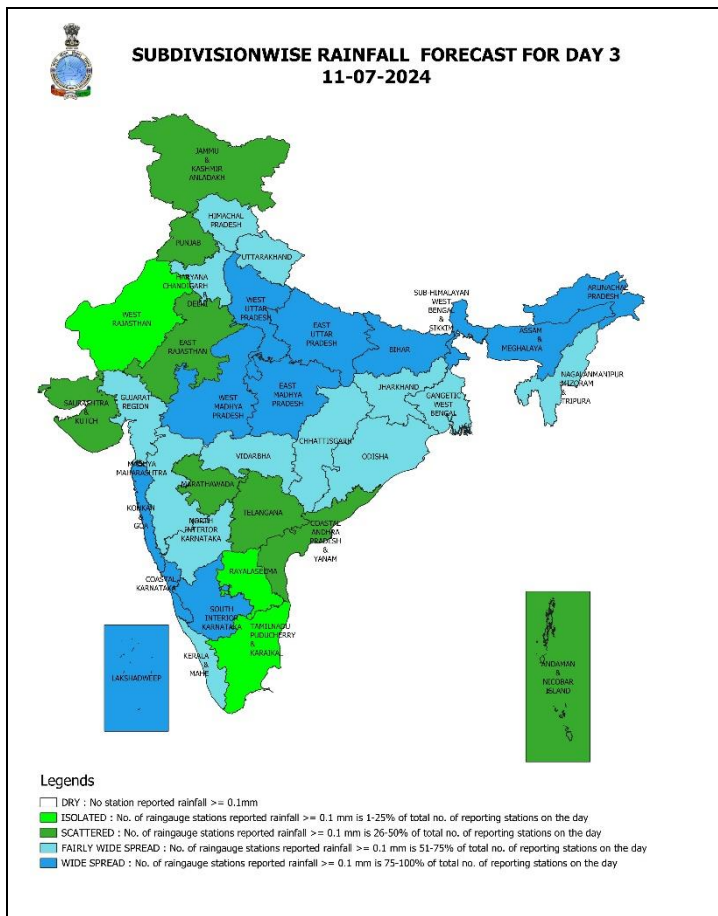 SUBDIVISIONWISE RAINFALL FORECAST FOR DAY 3
11-07-2024
JAMMU
&
KASHMIR
ANLADAKH
HIMACHAL
PRADESH
PUNJAB
UTTARAKHAND
HARYANA
CHANDIGARH
&
DELHI
WEST
RAJASTHAN
WEST
UTTAR
PRADESH
SUB-HIMALAYAN
WEST
BENGAL
&
SIKKIM
ARUNACHAL
PRADESH
EAST
UTTAR
PRADESH
ASSAM
&
MEGHALAYA
EAST
RAJASTHAN
BIHAR
NAGALANMANIPUR
MIZORAM
&
TRIPURA
SAURASHTRA
&
KUTCH
GUJARAT
REGION
WEST
MADHYA
PRADESH
EAST
MADHYA
PRADESH
JHARKHAND
GANGETIC
WEST
BENGAL
CHHATTISGARH
ODISHA
VIDARBHA
MADHYA
MAHARASHTRA
MARATHAWADA
KONKAN
&
GOA
TELANGANA
NORTH
INTERIOR
KARNATAKA
COASTAL
ANDHRA
PRADESH
&
YANAM
RAYALASEEMA
COASTAL
KARNATAKA
SOUTH
INTERIOR
KARNATAKA
TAMILNADU
PUDUCHERRY
&
KARAIKAL
KERALA
&
MAHE
LAKSHADWEEP
ANDAMAN
&
NICOBAR
ISLAND
Legends
DRY : No station reported rainfall >= 0.1mm
ISOLATED : No. of raingauge stations reported rainfall >= 0.1 mm is 1-25% of total no. of reporting stations on the day
SCATTERED : No. of raingauge stations reported rainfall >= 0.1 mm is 26-50% of total no. of reporting stations on the day
FAIRLY WIDE SPREAD : No. of raingauge stations reported rainfall >= 0.1 mm is 51-75% of total no. of reporting stations on the day
WIDE SPREAD : No. of raingauge stations reported rainfall >= 0.1 mm is 75-100% of total no. of reporting stations on the day